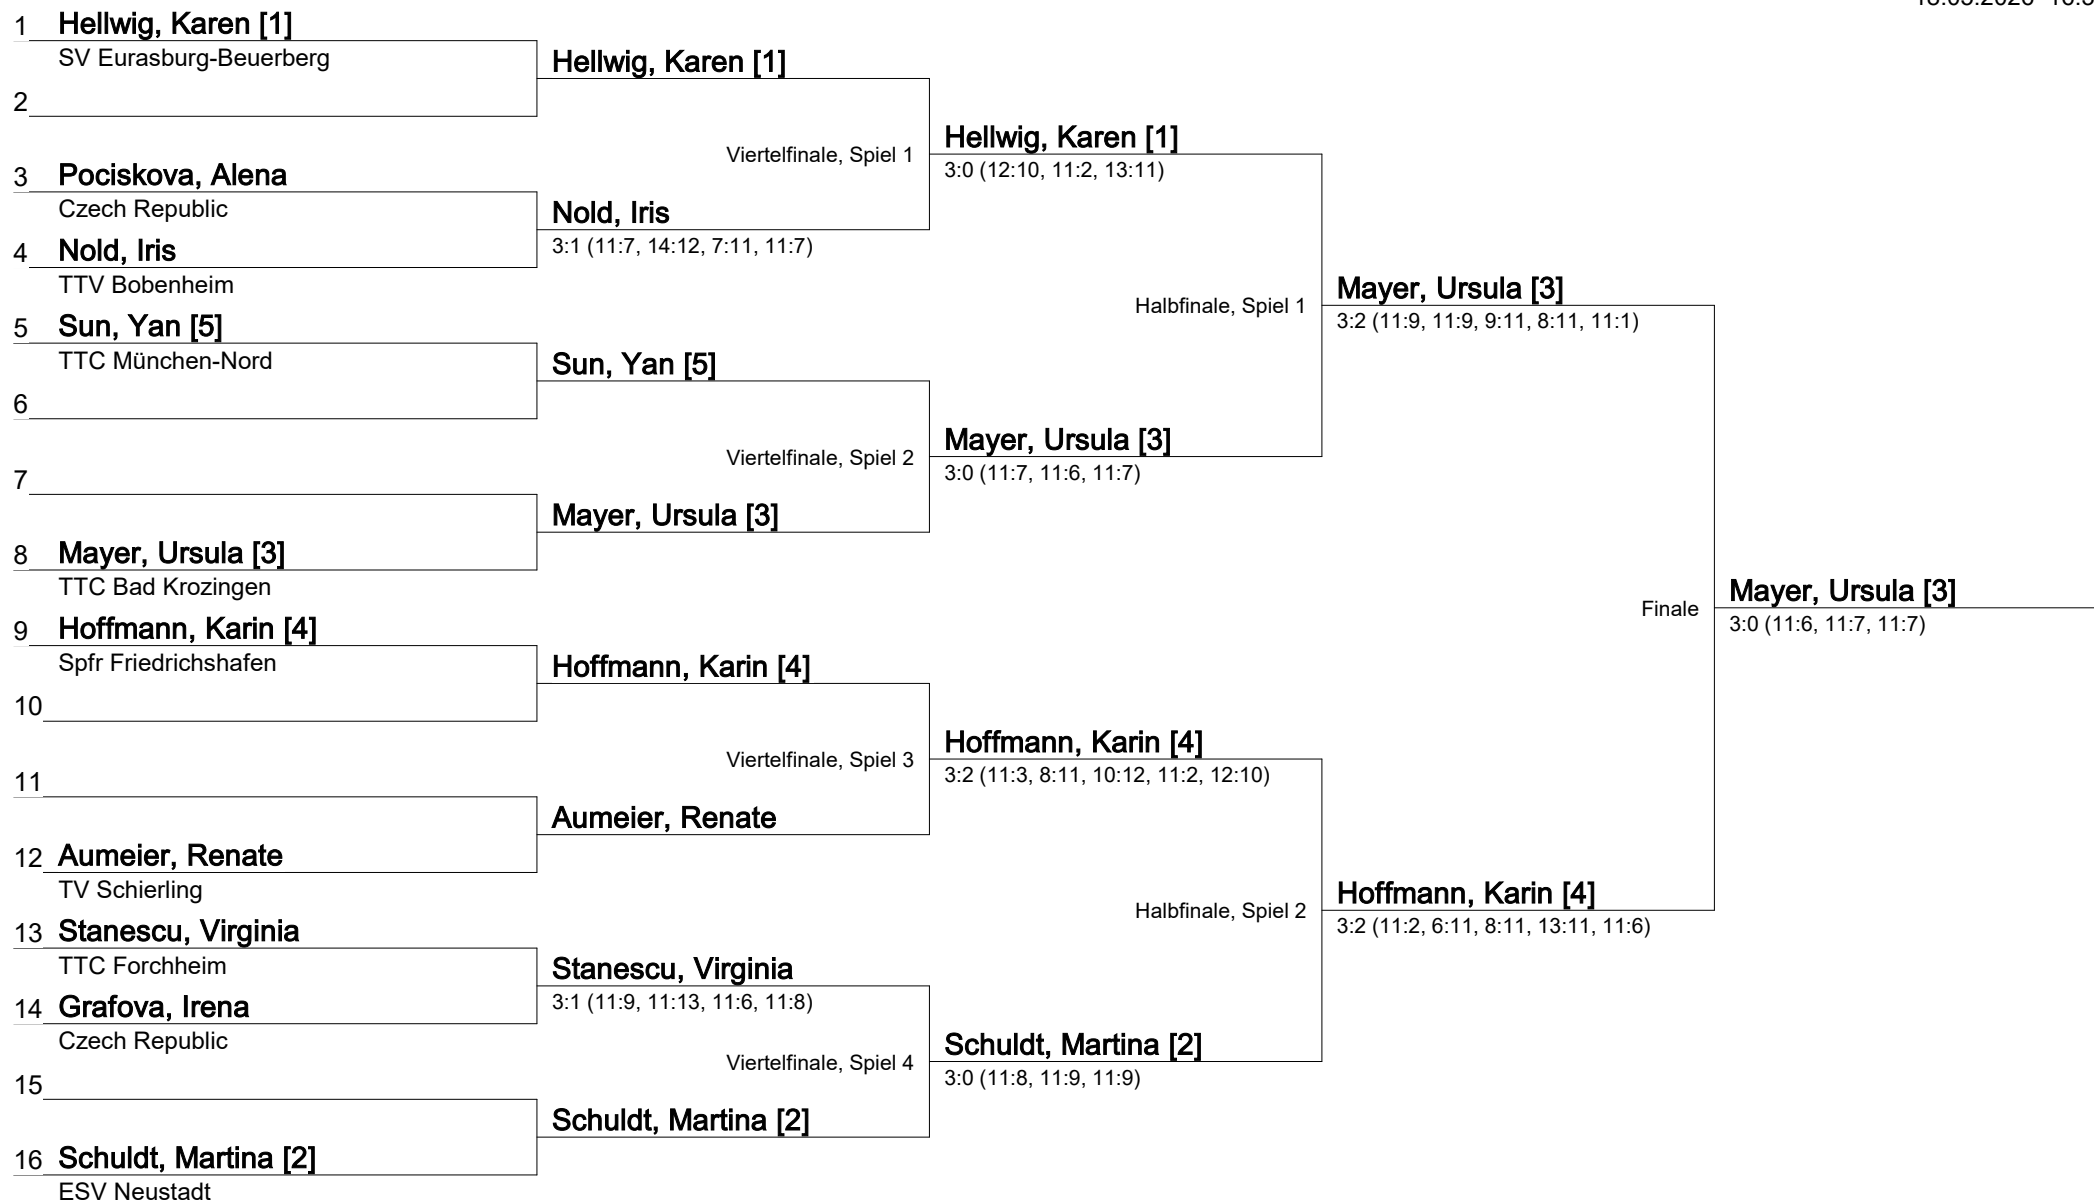 1 Hellwig, Karen [1]
SV Eurasburg-Beuerberg
2
3 Pociskova, Alena
Czech Republic
4 Nold, Iris
TTV Bobenheim
5 Sun, Yan [5]
TTC München-Nord
6
7
8 Mayer, Ursula [3]
TTC Bad Krozingen
9 Hoffmann, Karin [4]
Spfr Friedrichshafen
10
11
12 Aumeier, Renate
TV Schierling
13 Stanescu, Virginia
TTC Forchheim
14 Grafova, Irena
Czech Republic
15
16 Schuldt, Martina [2]
ESV Neustadt
Hellwig, Karen [1]
Viertelfinale, Spiel 1
Nold, Iris
3:1 (11:7, 14:12, 7:11, 11:7)
Sun, Yan [5]
Viertelfinale, Spiel 2
Mayer, Ursula [3]
Hoffmann, Karin [4]
Viertelfinale, Spiel 3
Aumeier, Renate
Stanescu, Virginia
3:1 (11:9, 11:13, 11:6, 11:8)
Viertelfinale, Spiel 4
Schuldt, Martina [2]
Hellwig, Karen [1]
3:0 (12:10, 11:2, 13:11)
Halbfinale, Spiel 1
Mayer, Ursula [3]
3:0 (11:7, 11:6, 11:7)
Hoffmann, Karin [4]
3:2 (11:3, 8:11, 10:12, 11:2, 12:10)
Halbfinale, Spiel 2
Schuldt, Martina [2]
3:0 (11:8, 11:9, 11:9)
Mayer, Ursula [3]
3:2 (11:9, 11:9, 9:11, 8:11, 11:1)
Finale
Hoffmann, Karin [4]
3:2 (11:2, 6:11, 8:11, 13:11, 11:6)
Mayer, Ursula [3]
3:0 (11:6, 11:7, 11:7)